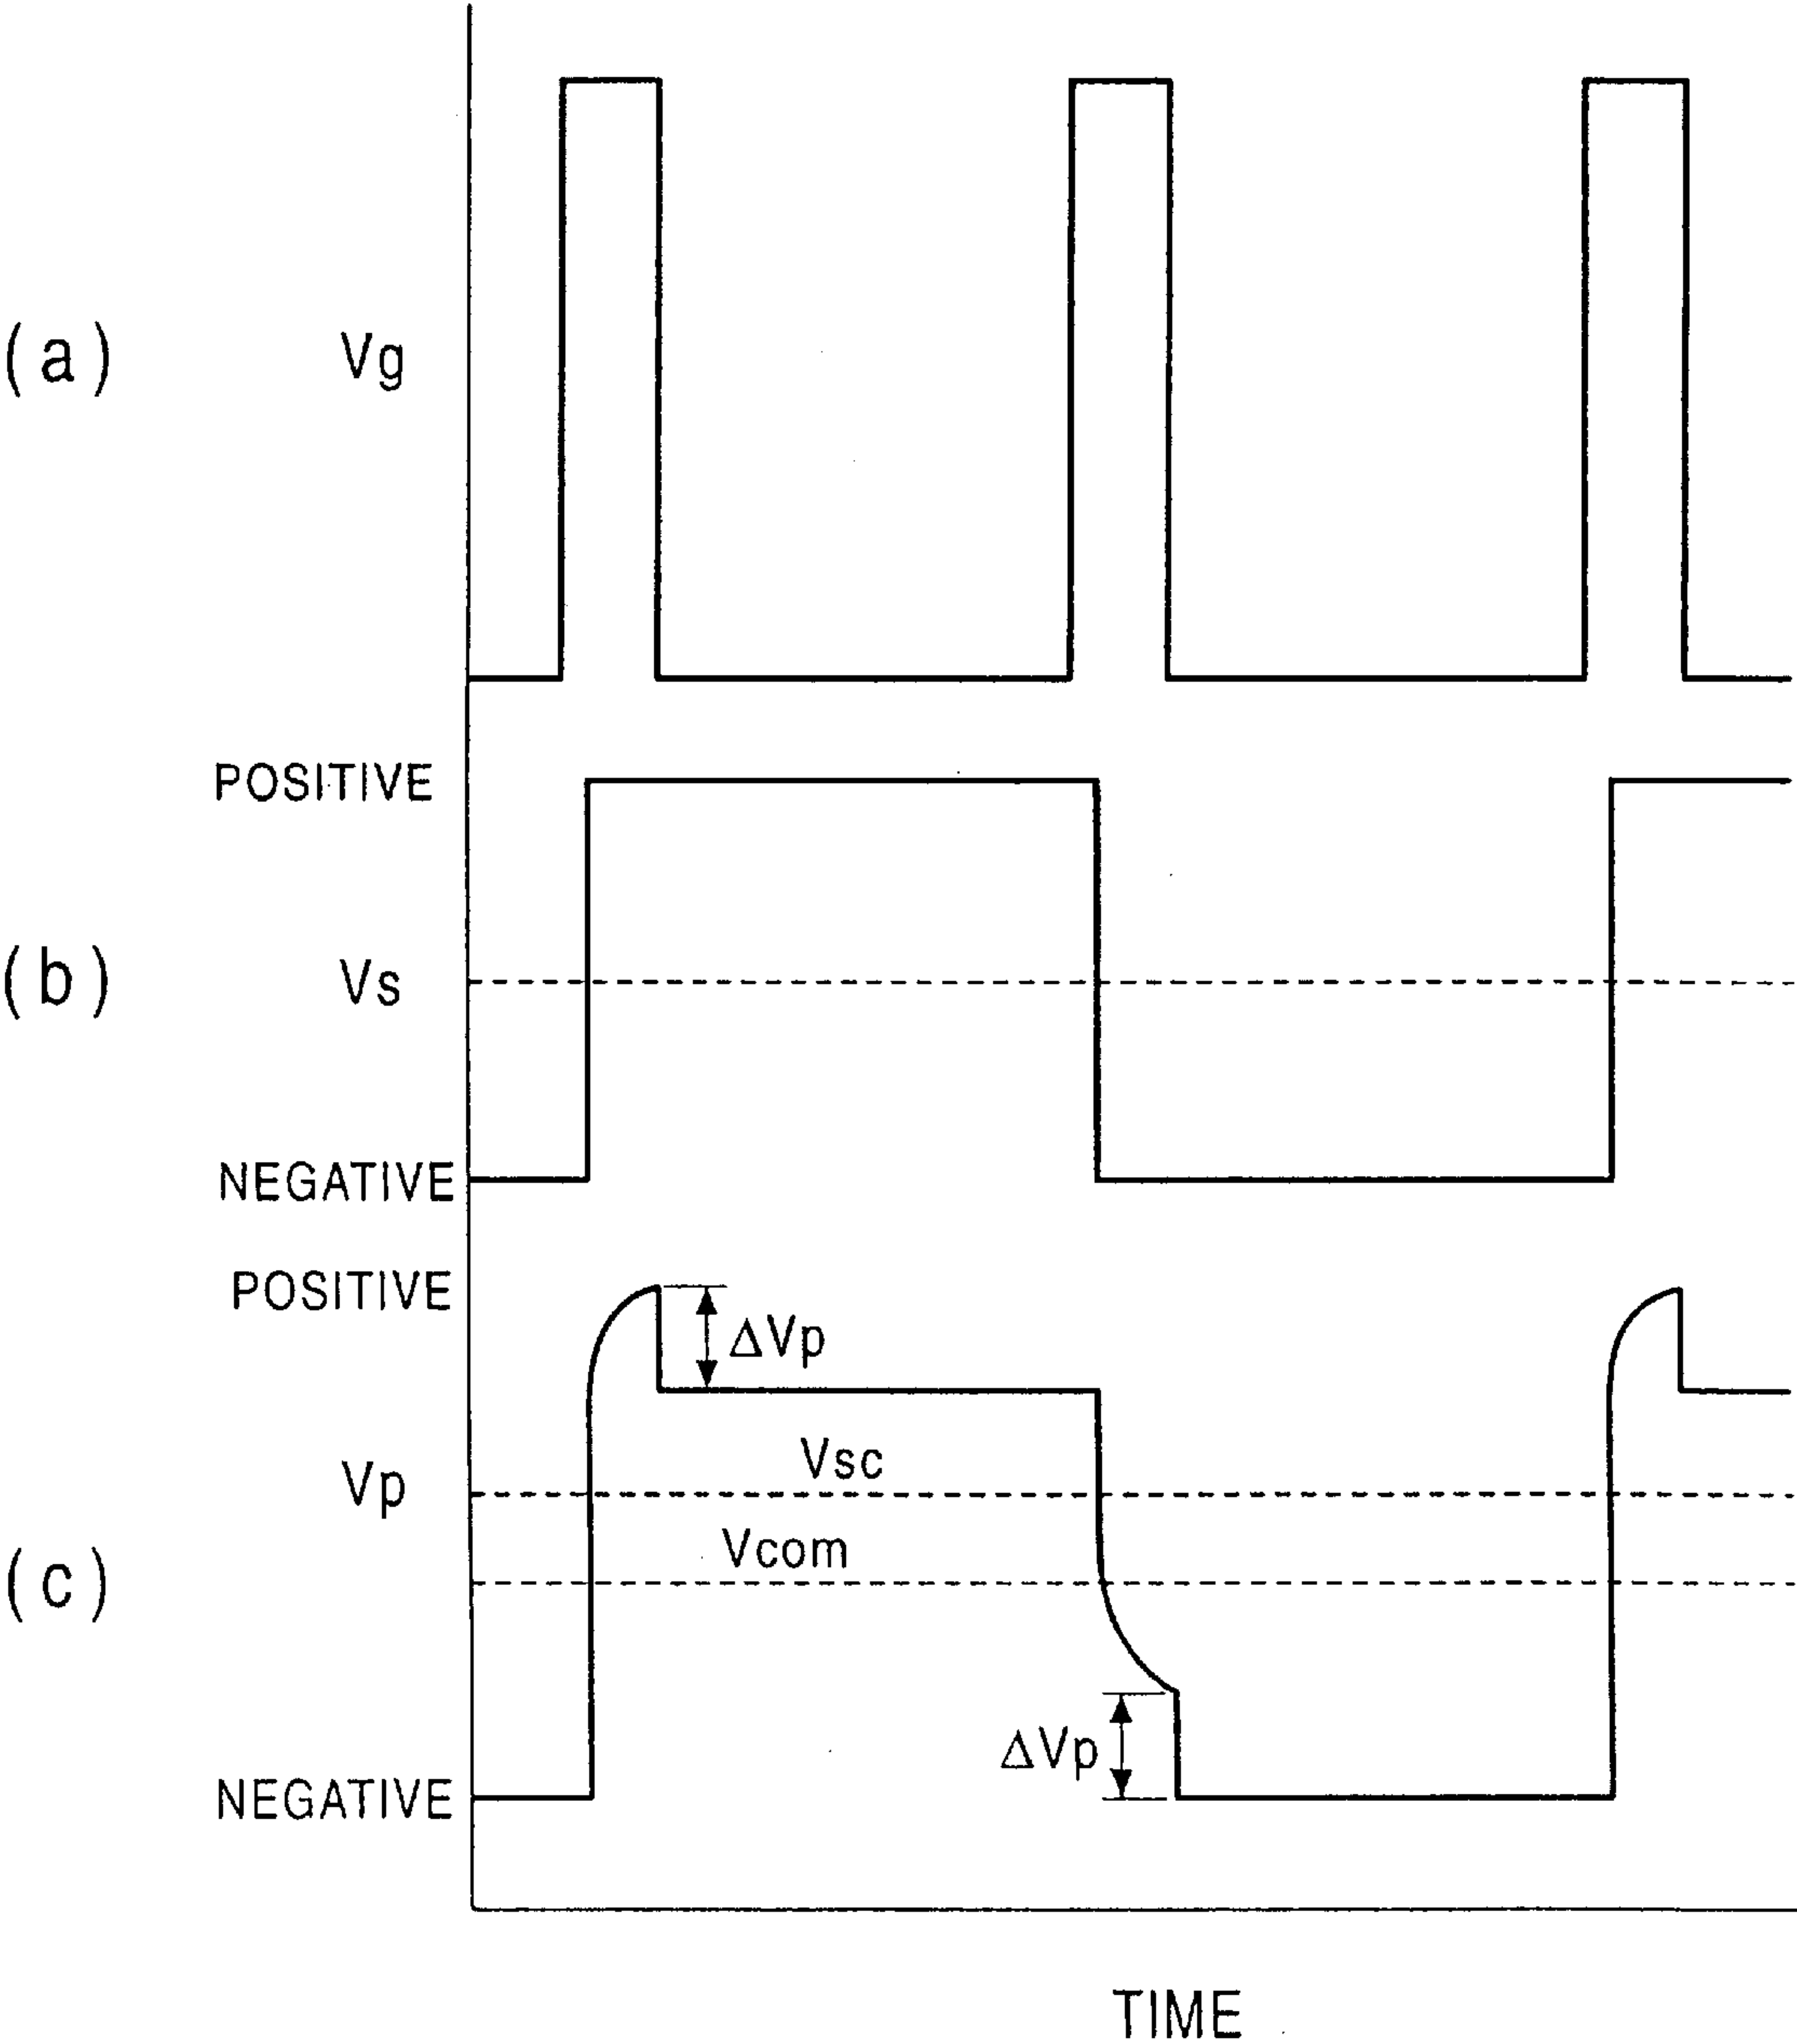 (a)
Vg
POSITIVE
(b)
Vs
NEGATIVE
POSITIVE
ΔVp
Vsc
Vp
Vcom
(c)
ΔVp
NEGATIVE
TIME